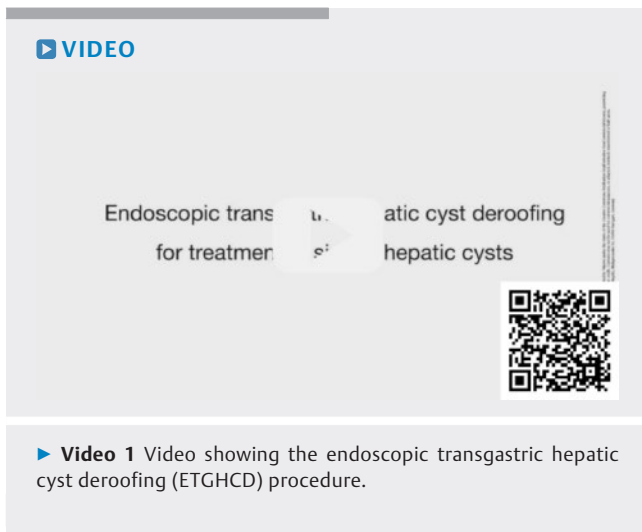 VIDEO
Endoscopic trans atic cyst deroofing
for treatmen hepatic cysts
▶ Video 1 Video showing the endoscopic transgastric hepatic
cyst deroofing (ETGHCD) procedure.